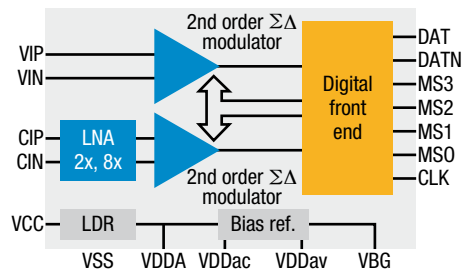 2nd order ΣΔ
modulator
VIP
VIN
CIP
CIN
LNA
2x, 8x
2nd order ΣΔ
modulator
Digital
front
end
DAT
DATN
MS3
MS2
MS1
MS0
CLK
VCC
LDR
Bias ref.
VSS
VDDA
VDDac
VDDav
VBG